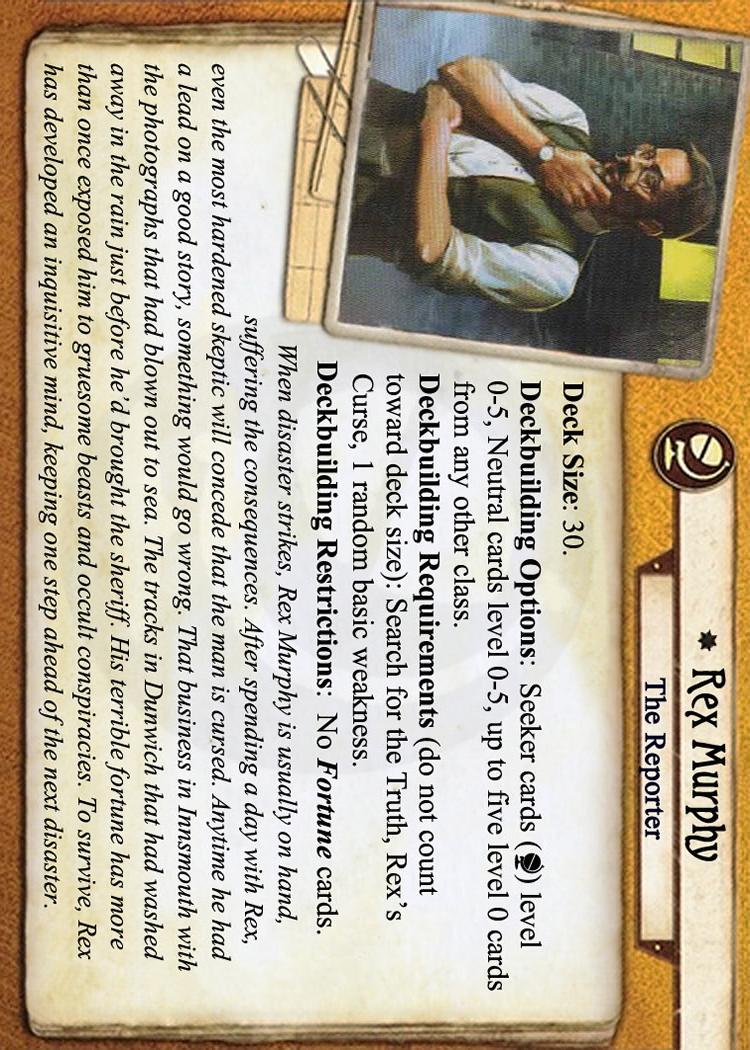 Rex Murphy
The Reporter
Deck Size: 30.
Deckbuilding Options: Seeker cards () level
0-5, Neutral cards level 0-5, up to five level 0 cards
from any other class.
Deckbuilding Requirements (do not count
toward deck size): Search for the Truth, Rex's
Curse, 1 random basic weakness.
Deckbuilding Restrictions: No Fortune cards.
When disaster strikes, Rex Murphy is usually on hand,
suffering the consequences. After spending a day with Rex,
even the most hardened skeptic will concede that the man is cursed. Anytime he had
a lead on a good story, something would go wrong. That business in Innsmouth with
the photographs that had blown out to sea. The tracks in Dunwich that had washed
away in the rain just before he'd brought the sheriff. His terrible fortune has more
than once exposed him to gruesome beasts and occult conspiracies. To survive, Rex
has developed an inquisitive mind, keeping one step ahead of the next disaster.